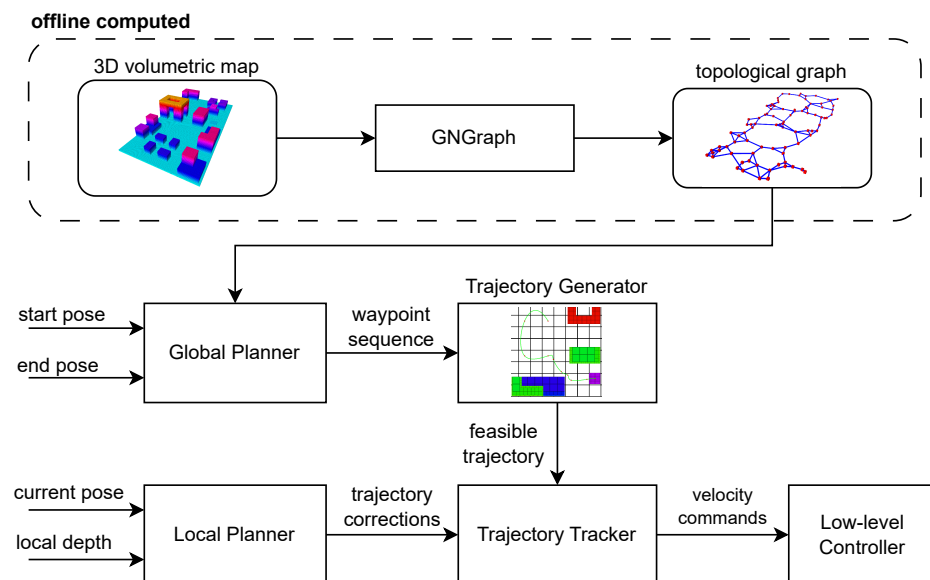 offline computed
3D volumetric map
GNGraph
topological graph
start pose
end pose
Global Planner
waypoint
sequence
Trajectory Generator
feasible
trajectory
current pose
local depth
Local Planner
trajectory
corrections
Trajectory Tracker
velocity
commands
Low-level
Controller